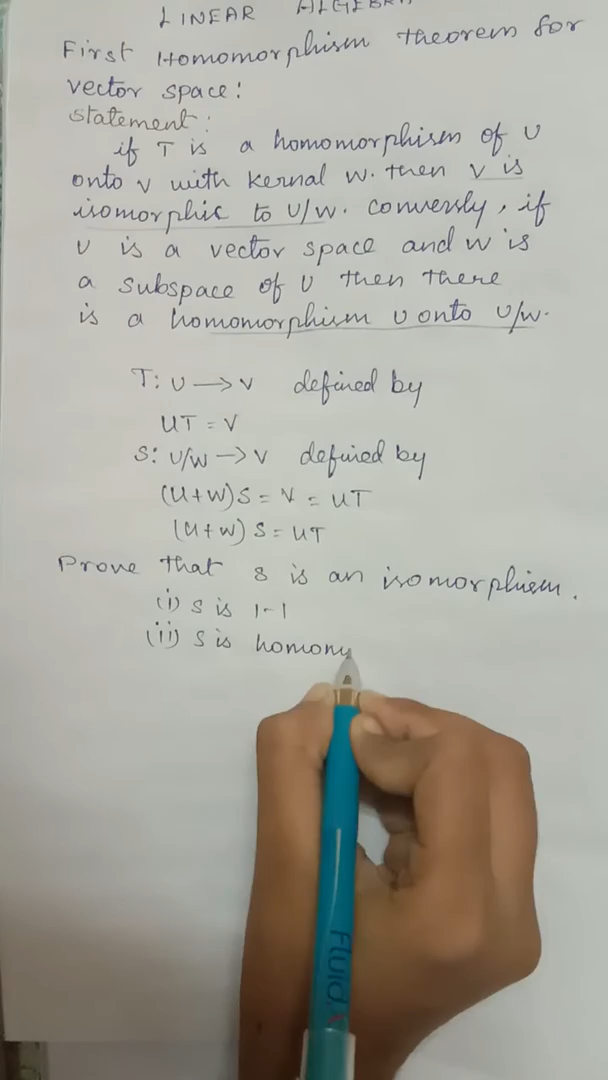 LINEAR ALGEBRA
First Homomorphism theorem for
vector space:
statement:
if T is a homomorphism of U
onto V with kernal W. then V is
isomorphic to U/W. conversly, if
U is a vector space and W is
a subspace of U then there
is a homomorphism U onto U/W.
T: U → V defined by
uT = v
S: U/W → V defined by
(u+w)S = v = uT
(u+w) S = uT
Prove that S is an isomorphism.
(i) S is 1-1
(ii) S is homom
Fluid